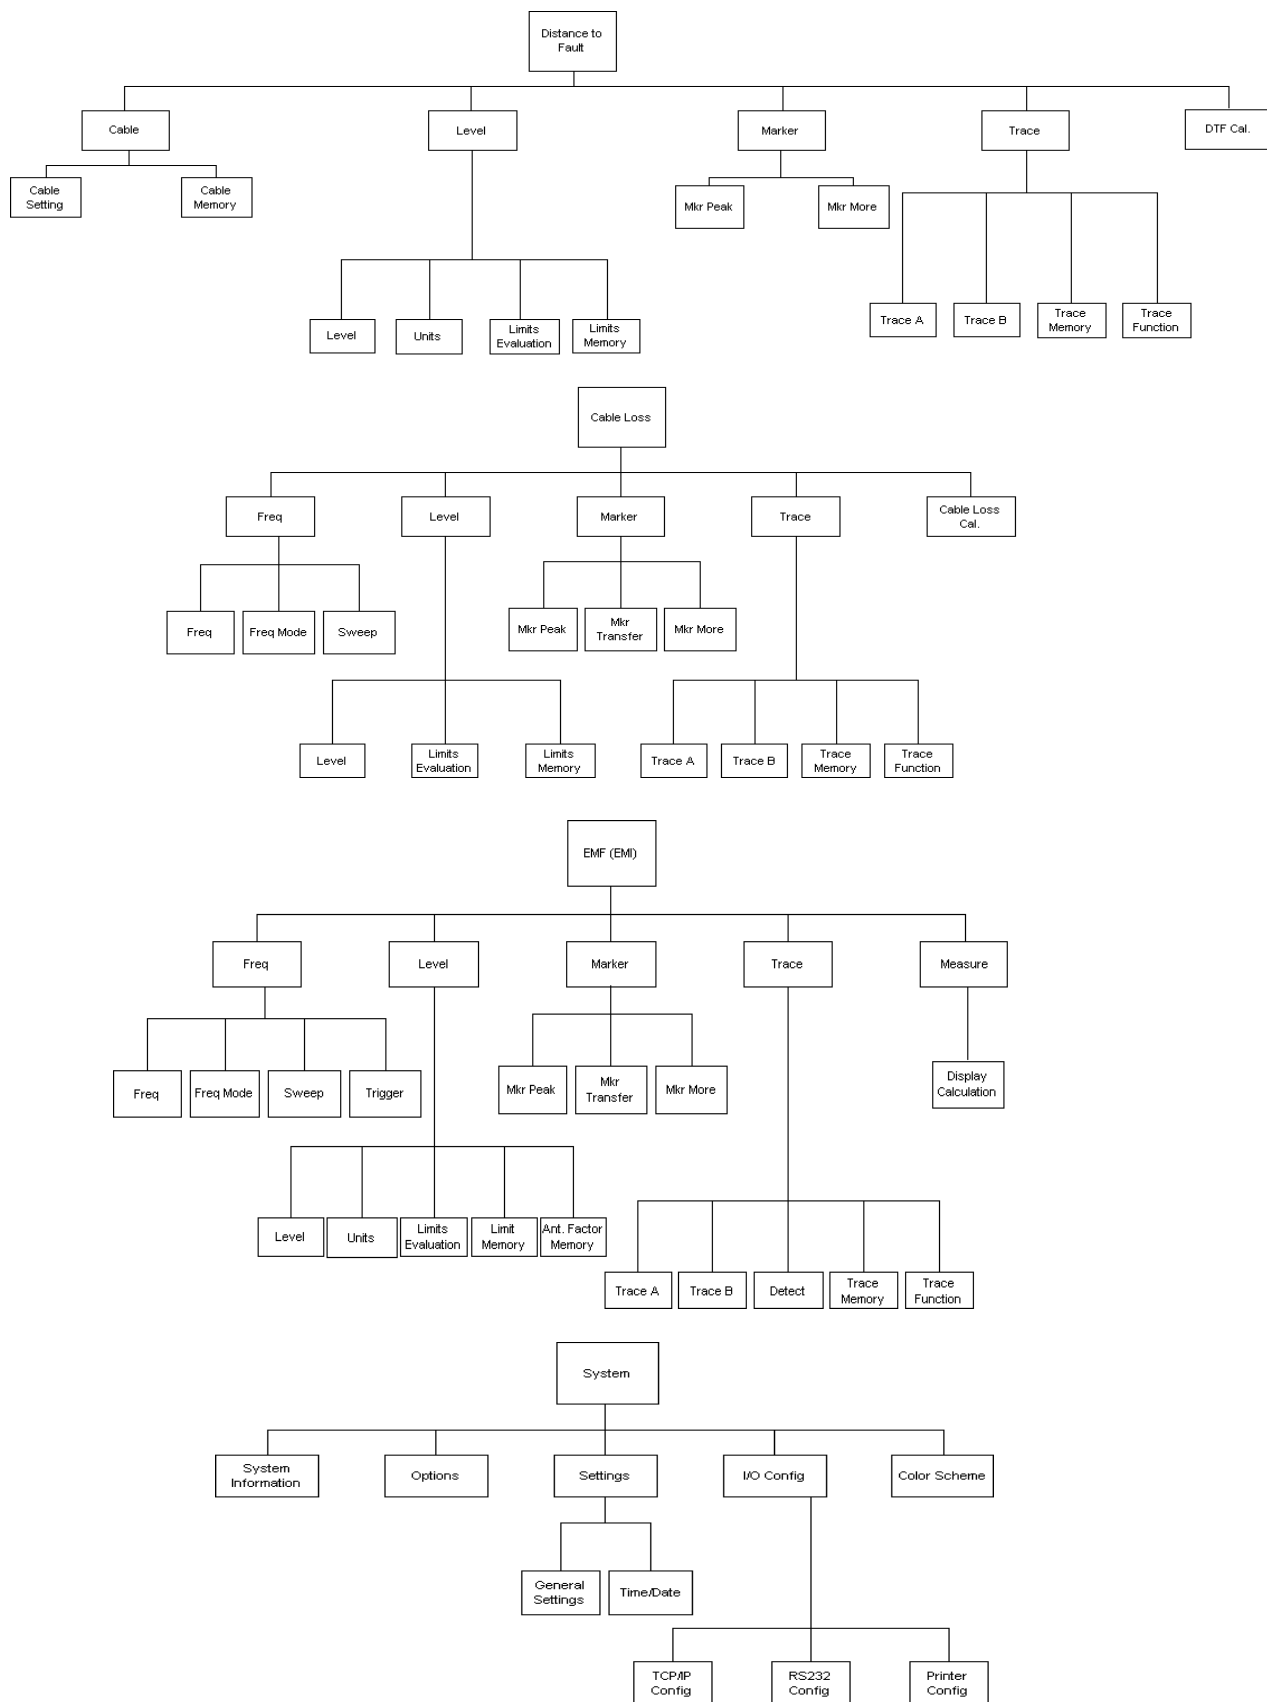 Distance to
Fault
Cable
Level
Marker
Trace
DTF Cal.
Cable
Setting
Cable
Memory
Mkr Peak
Mkr More
Level
Units
Limits
Evaluation
Limits
Memory
Trace A
Trace B
Trace
Memory
Trace
Function
Cable Loss
Freq
Level
Marker
Trace
Cable Loss
Cal.
Freq
Freq Mode
Sweep
Mkr Peak
Mkr
Transfer
Mkr More
Level
Limits
Evaluation
Limits
Memory
Trace A
Trace B
Trace
Memory
Trace
Function
EMF (EMI)
Freq
Level
Marker
Trace
Measure
Freq
Freq Mode
Sweep
Trigger
Mkr Peak
Mkr
Transfer
Mkr More
Display
Calculation
Level
Units
Limits
Evaluation
Limit
Memory
Ant. Factor
Memory
Trace A
Trace B
Detect
Trace
Memory
Trace
Function
System
System
Information
Options
Settings
I/O Config
Color Scheme
General
Settings
Time/Date
TCP/IP
Config
RS232
Config
Printer
Config